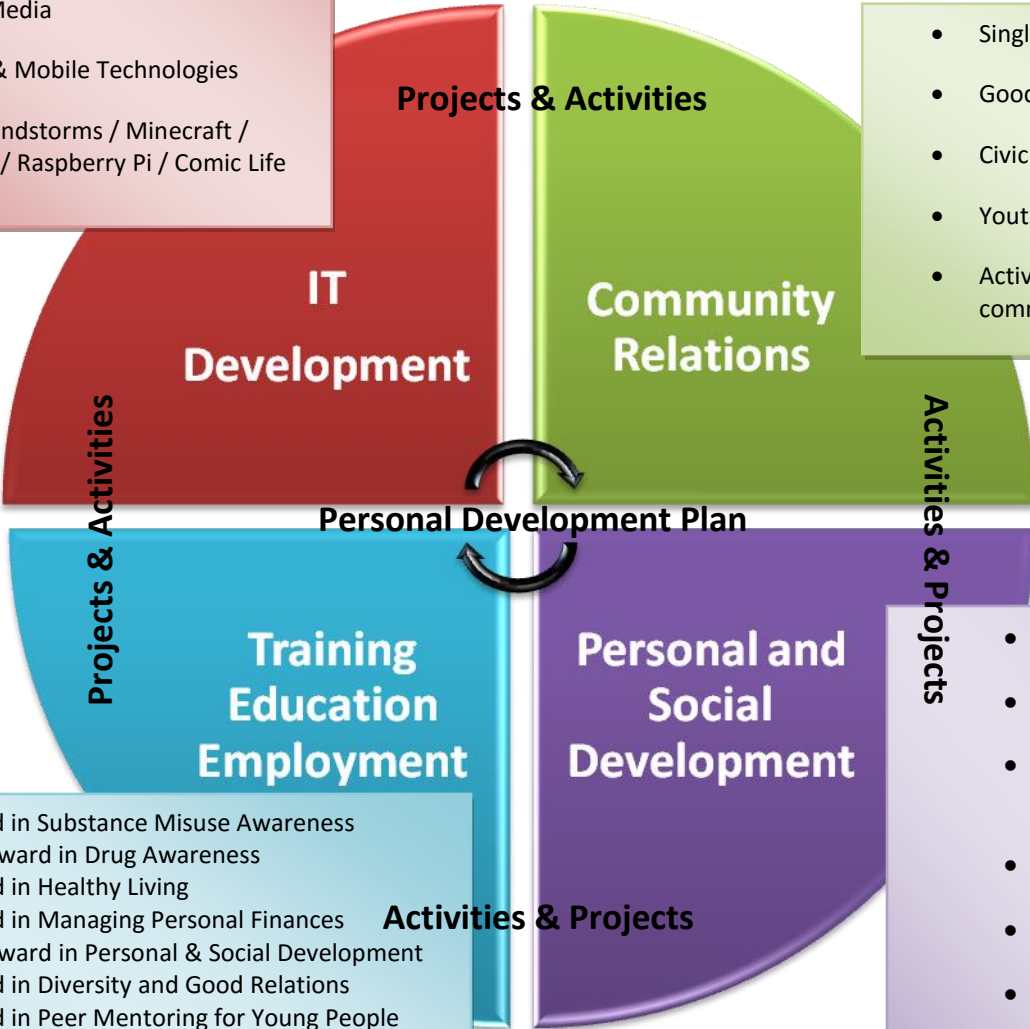 Media
& Mobile Technologies
ndstorms / Minecraft /
/ Raspberry Pi / Comic Life
Projects & Activities
• Singl
• Good
• Civic
• Yout
• Activ
comm
IT
Development
Community
Relations
Projects & Activities
Activities & Projects
Personal Development Plan
Training
Education
Employment
Personal and
Social
Development
d in Substance Misuse Awareness
ward in Drug Awareness
d in Healthy Living
d in Managing Personal Finances
ward in Personal & Social Development
d in Diversity and Good Relations
d in Peer Mentoring for Young People
Activities & Projects
•
•
•
•
•
•